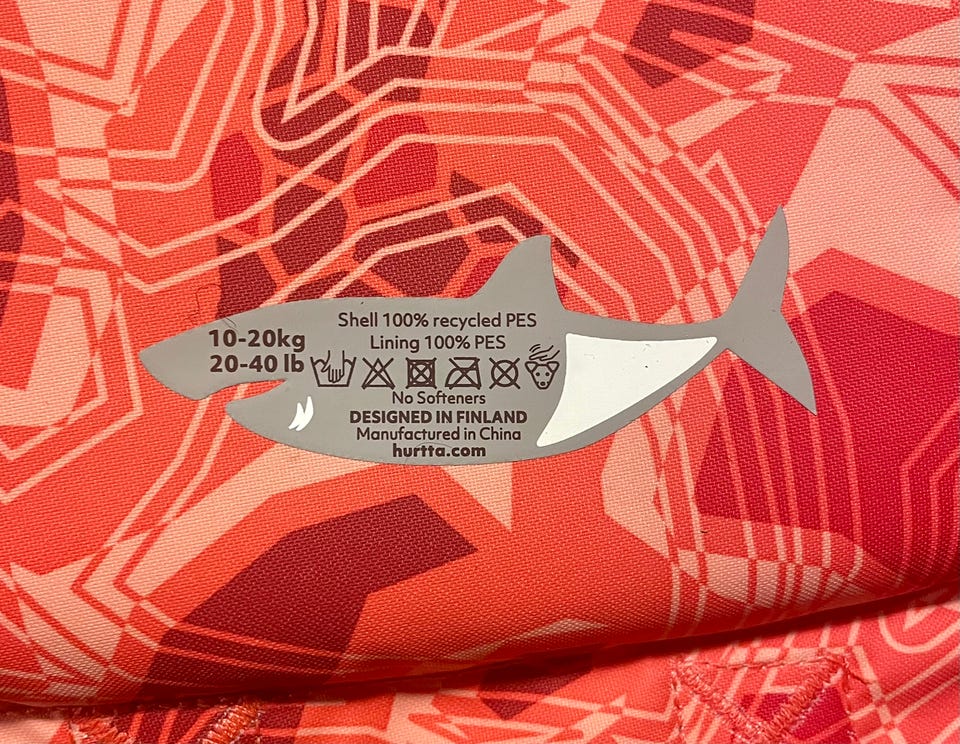 10-20kg
20-40 lb
Shell 100% recycled PES
Lining 100% PES
No Softeners
DESIGNED IN FINLAND
Manufactured in China
hurtta.com